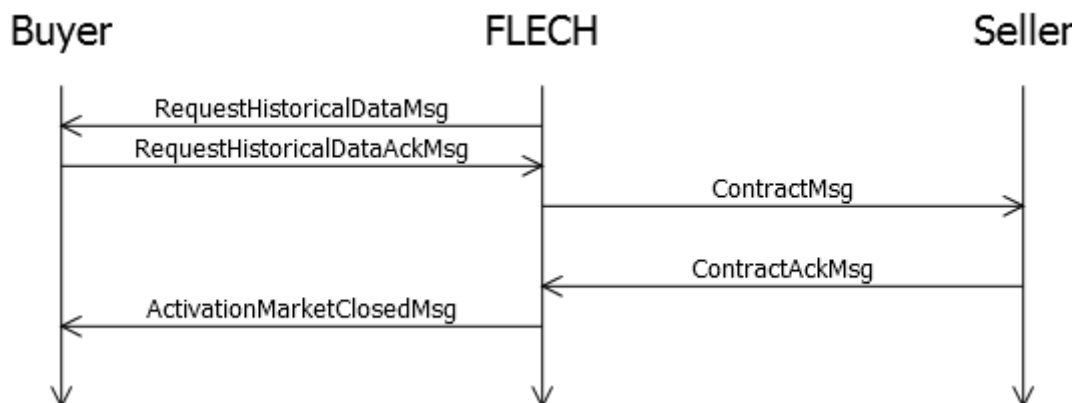 Buyer
FLECH
Seller
RequestHistoricalDataMsg
RequestHistoricalDataAckMsg
ContractMsg
ContractAckMsg
ActivationMarketClosedMsg